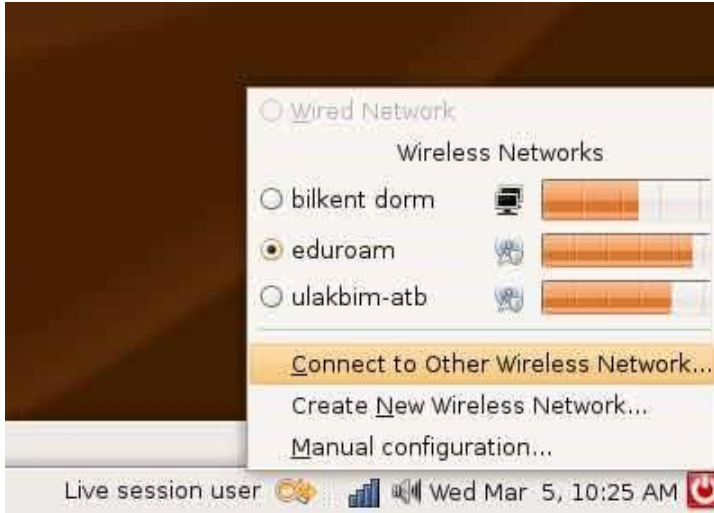 Wired Network
Wireless Networks
bilkent dorm
eduroam
ulakbim-atb
Connect to Other Wireless Network...
Create New Wireless Network...
Manual configuration...
Live session user Wed Mar 5, 10:25 AM